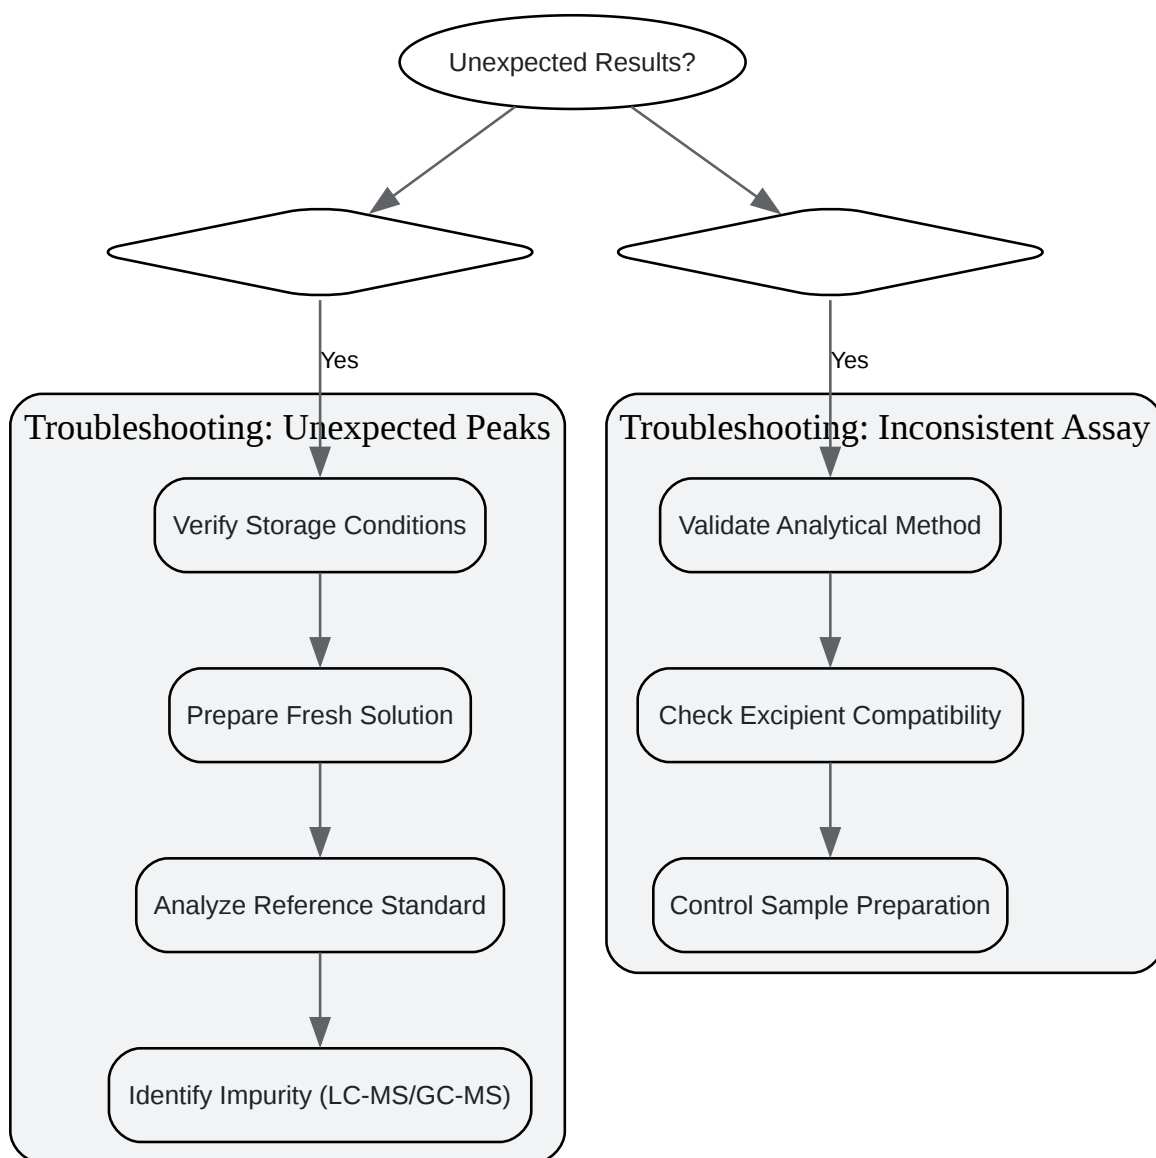 Unexpected Results?
Yes
Yes
Troubleshooting: Unexpected Peaks
Verify Storage Conditions
Prepare Fresh Solution
Analyze Reference Standard
Identify Impurity (LC-MS/GC-MS)
Troubleshooting: Inconsistent Assay
Validate Analytical Method
Check Excipient Compatibility
Control Sample Preparation